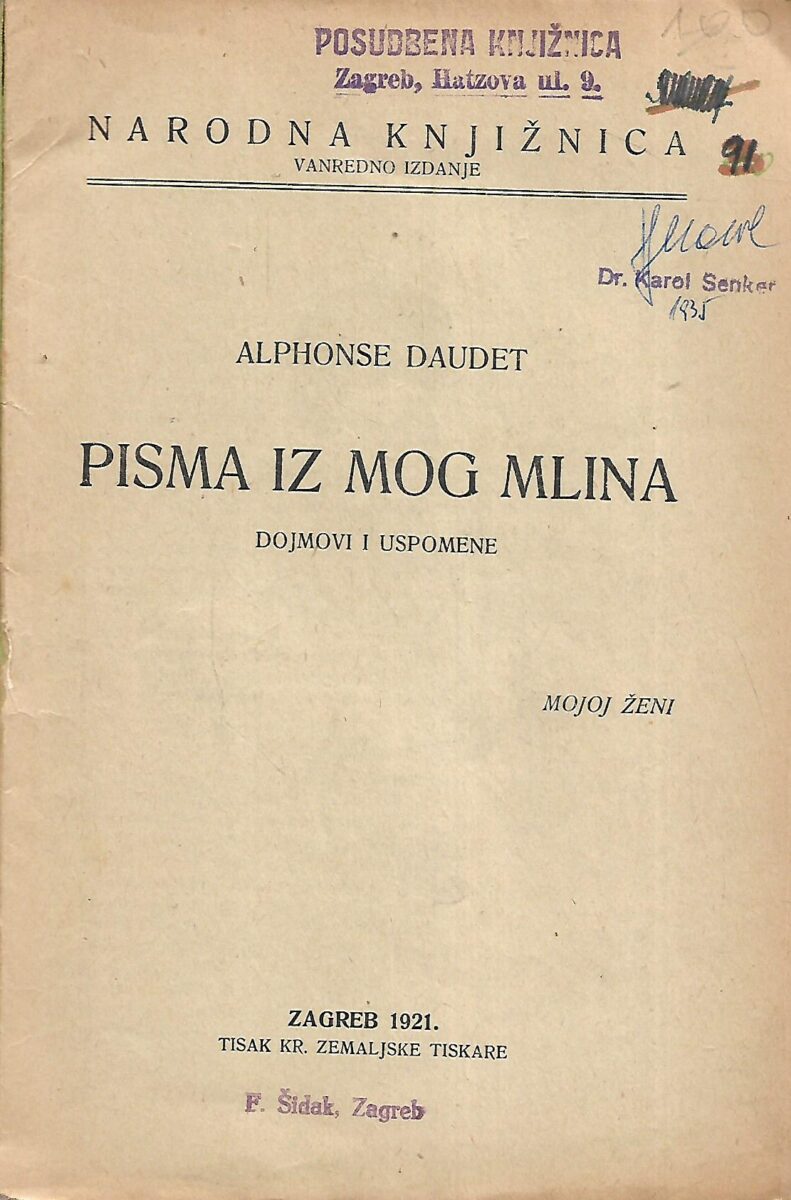 100
POSUDBENA KNJIŽNICA
Zagreb, Hatzova ul. 9.
NARODNA KNJIŽNICA
VANREDNO IZDANJE
91
Dr. Karol Senker
1935
ALPHONSE DAUDET
PISMA IZ MOG MLINA
DOJMOVI I USPOMENE
MOJOJ ŽENI
ZAGREB 1921.
TISAK KR. ZEMALJSKE TISKARE
F. Šidak, Zagreb